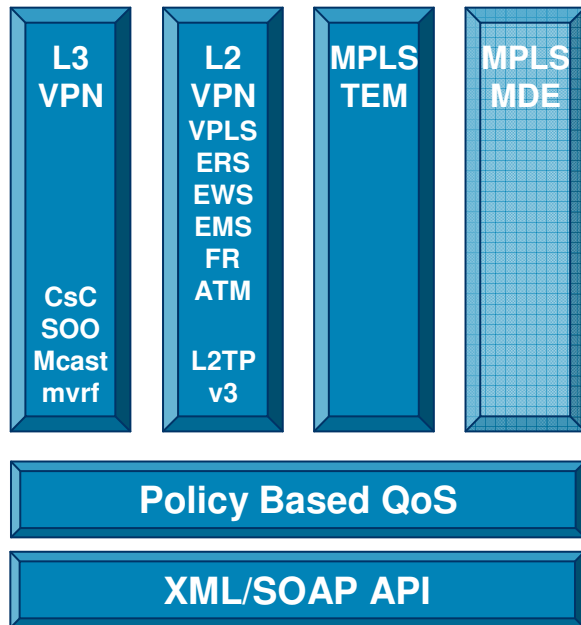 L3
VPN
CsC
SOO
Mcast
mvrf
L2
VPN
VPLS
ERS
EWS
EMS
FR
ATM
L2TP
v3
MPLS
TEM
MPLS
MDE
Policy Based QoS
XML/SOAP API